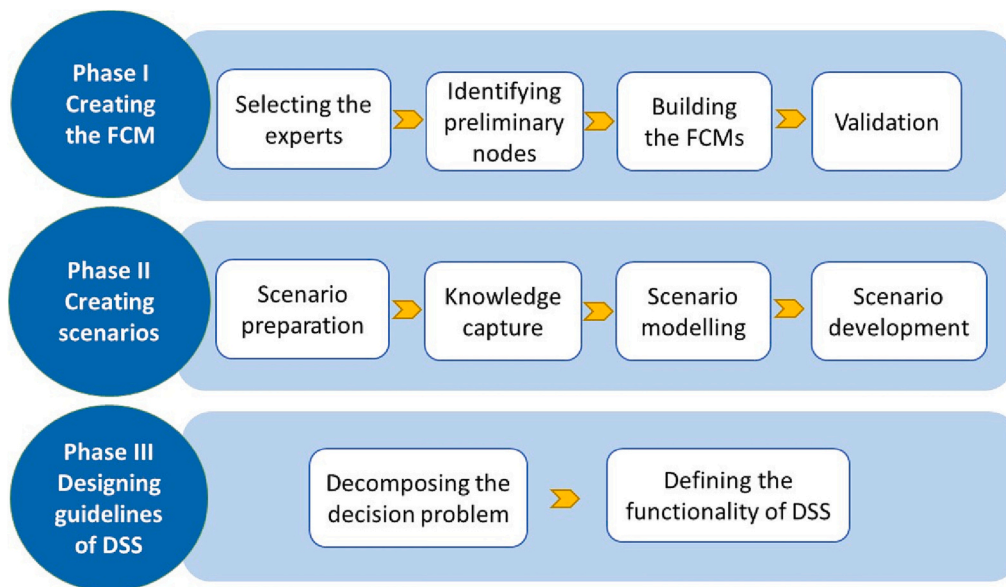 Phase I
Creating
the FCM
Selecting the
experts
Identifying
preliminary
nodes
Building
the FCMs
Validation
Phase II
Creating
scenarios
Scenario
preparation
Knowledge
capture
Scenario
modelling
Scenario
development
Phase III
Designing
guidelines
of DSS
Decomposing the
decision problem
Defining the
functionality of DSS